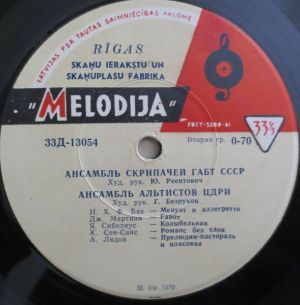 LATVIJAS PSR TAUTAS SAIMNIECĪBAS PADOME
RĪGAS
SKAŅU IERAKSTU UN
SKAŅUPLAŠU FABRIKA
"MELODIJA"
ГОСТ-5289-61
33⅓
33Д-13054
Вторая гр. 0-70
АНСАМБЛЬ СКРИПАЧЕЙ ГАБТ СССР
Худ. рук. Ю. Реентович
АНСАМБЛЬ АЛЬТИСТОВ ЦДРИ
Худ. рук. Г. Безруков
И. Х. Ф. Бах - Менуэт и аллегретто
Дж. Мартини - Гавот
Я. Сибелиус - Колыбельная
К. Сен-Санс - Романс без слов
А. Лядов - Прелюдия-пастораль
и плясовая